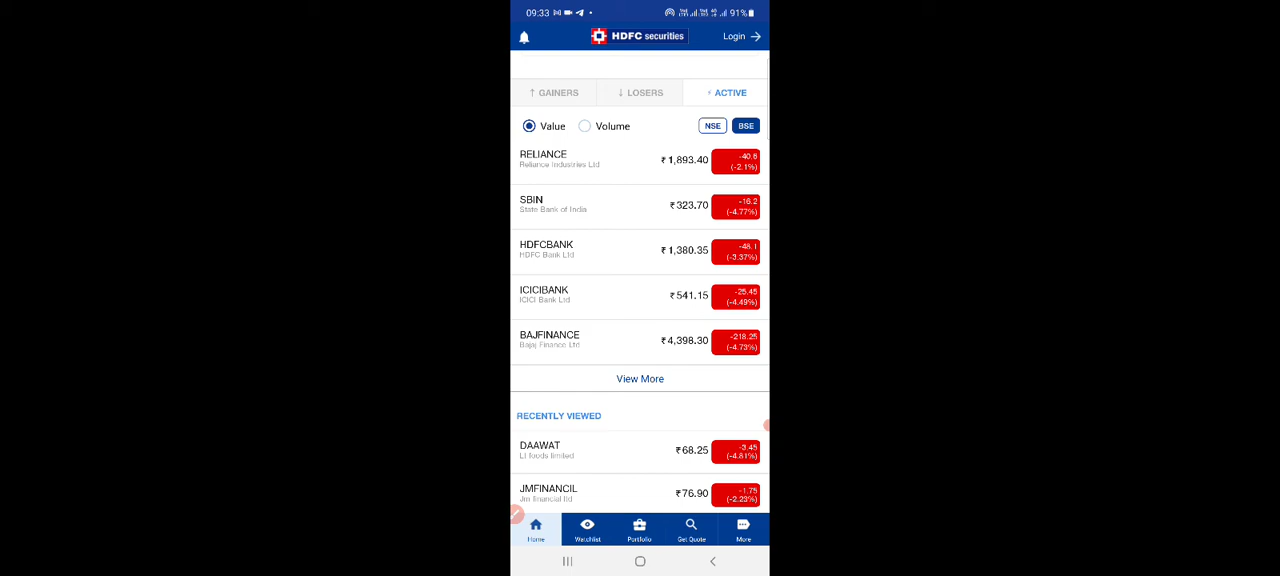 09:33 91%
HDFC securities Login
GAINERS LOSERS ACTIVE
Value Volume NSE BSE
RELIANCE ₹1,893.40 -40.6
Reliance Industries Ltd (-2.1%)
SBIN ₹323.70 -16.2
State Bank of India (-4.77%)
HDFCBANK ₹1,380.35 -48.1
HDFC Bank Ltd (-3.37%)
ICICIBANK ₹541.15 -25.45
ICICI Bank Ltd (-4.49%)
BAJFINANCE ₹4,398.30 -218.25
Bajaj Finance Ltd (-4.73%)
View More
RECENTLY VIEWED
DAAWAT ₹68.25 -3.45
Lt foods limited (-4.81%)
JMFINANCIL ₹76.90 -1.75
Jm financial ltd (-2.23%)
Home Watchlist Portfolio Get Quote More